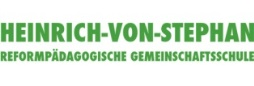 HEINRICH-VON-STEPHAN
REFORMPÄDAGOGISCHE GEMEINSCHAFTSSCHULE